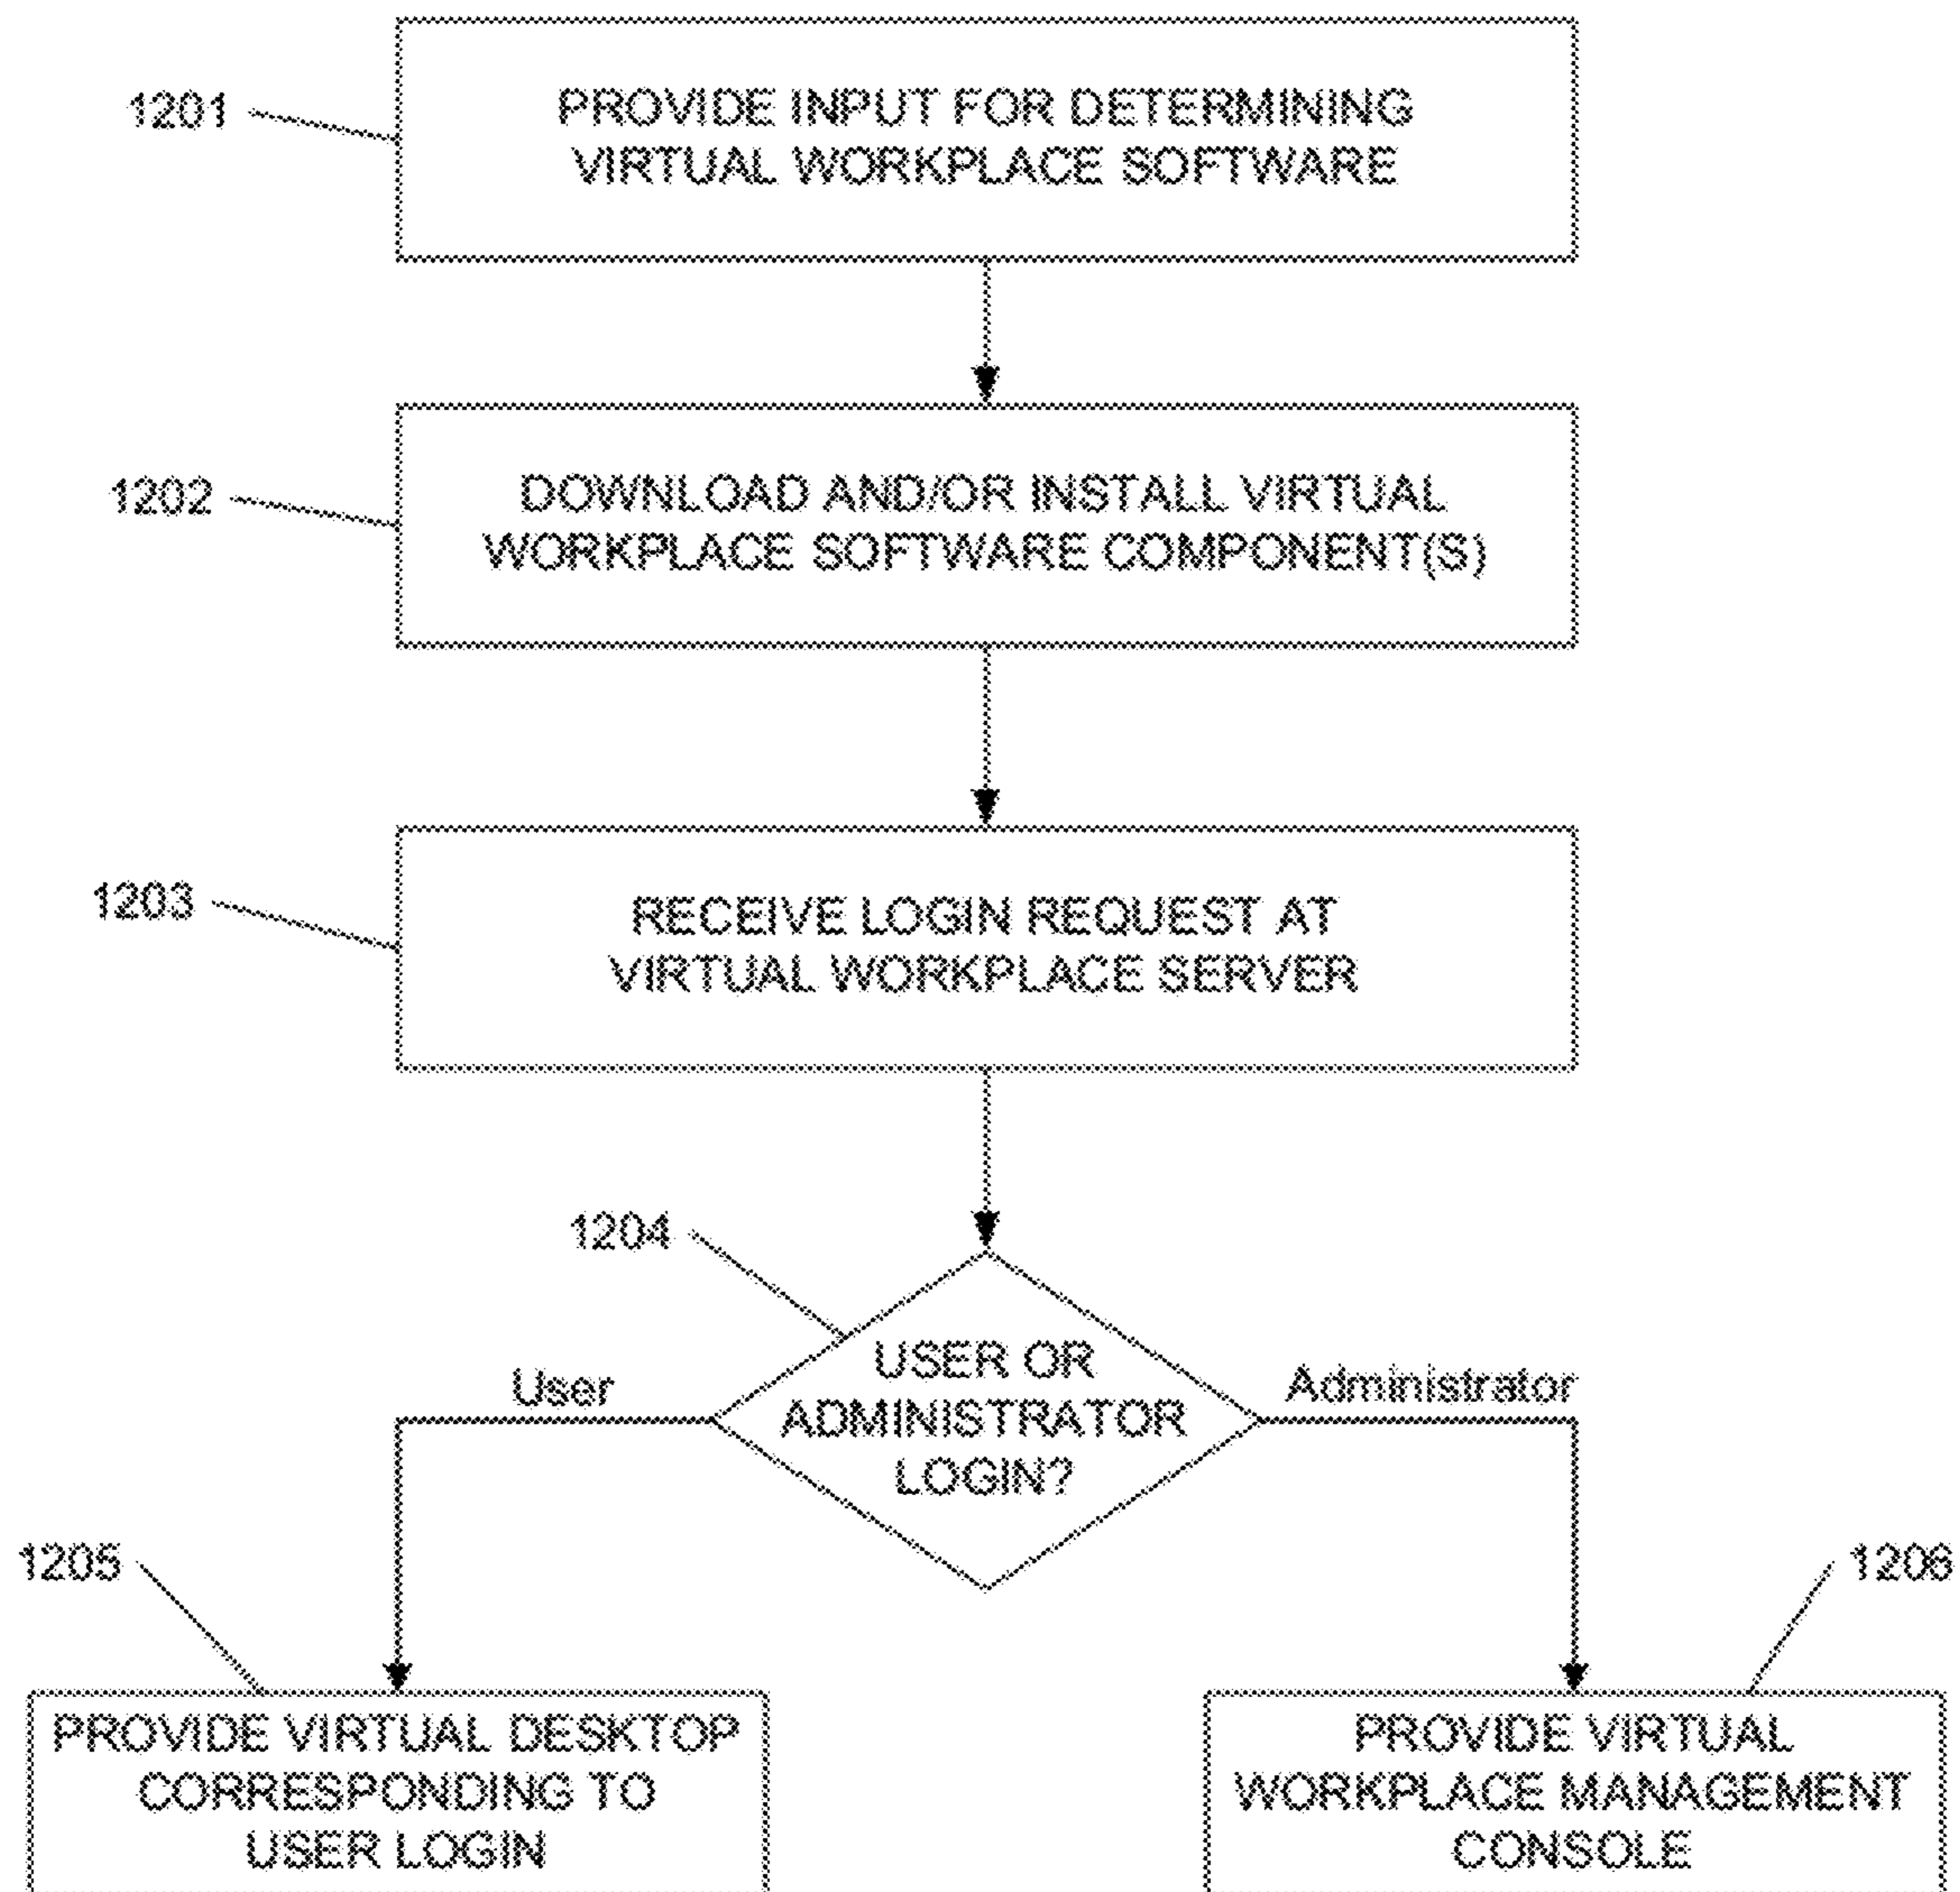 1201
PROVIDE INPUT FOR DETERMINING
VIRTUAL WORKPLACE SOFTWARE
1202
DOWNLOAD AND/OR INSTALL VIRTUAL
WORKPLACE SOFTWARE COMPONENT(S)
1203
RECEIVE LOGIN REQUEST AT
VIRTUAL WORKPLACE SERVER
1204
USER OR
ADMINISTRATOR
LOGIN?
User
Administrator
1205
PROVIDE VIRTUAL DESKTOP
CORRESPONDING TO
USER LOGIN
1206
PROVIDE VIRTUAL
WORKPLACE MANAGEMENT
CONSOLE